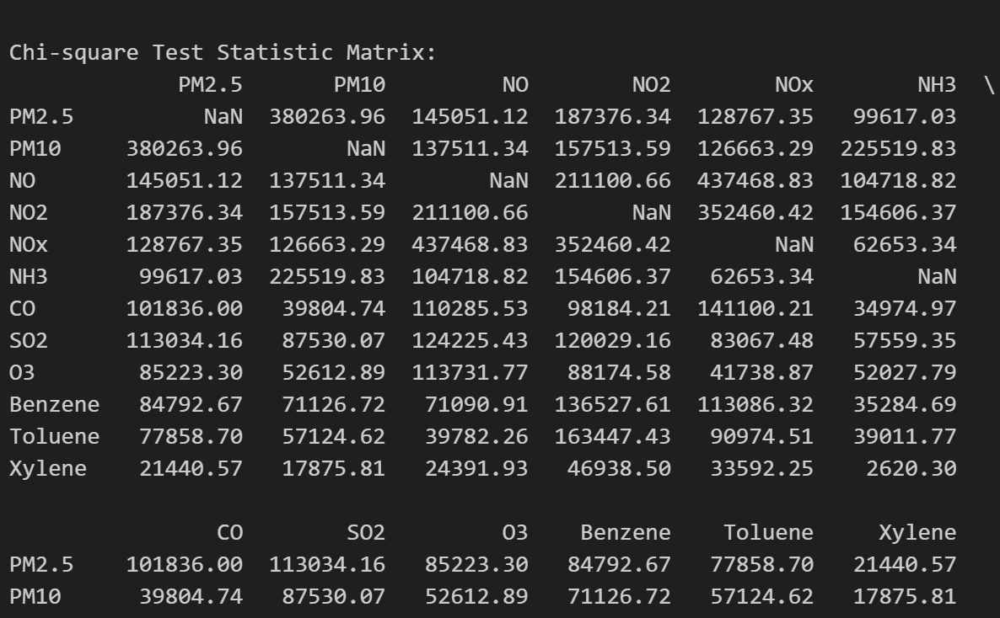 Chi-square Test Statistic Matrix:
PM2.5 PM10 NO NO2 NOx NH3 \
PM2.5 NaN 380263.96 145051.12 187376.34 128767.35 99617.03
PM10 380263.96 NaN 137511.34 157513.59 126663.29 225519.83
NO 145051.12 137511.34 NaN 211100.66 437468.83 104718.82
NO2 187376.34 157513.59 211100.66 NaN 352460.42 154606.37
NOx 128767.35 126663.29 437468.83 352460.42 NaN 62653.34
NH3 99617.03 225519.83 104718.82 154606.37 62653.34 NaN
CO 101836.00 39804.74 110285.53 98184.21 141100.21 34974.97
SO2 113034.16 87530.07 124225.43 120029.16 83067.48 57559.35
O3 85223.30 52612.89 113731.77 88174.58 41738.87 52027.79
Benzene 84792.67 71126.72 71090.91 136527.61 113086.32 35284.69
Toluene 77858.70 57124.62 39782.26 163447.43 90974.51 39011.77
Xylene 21440.57 17875.81 24391.93 46938.50 33592.25 2620.30
CO SO2 O3 Benzene Toluene Xylene
PM2.5 101836.00 113034.16 85223.30 84792.67 77858.70 21440.57
PM10 39804.74 87530.07 52612.89 71126.72 57124.62 17875.81